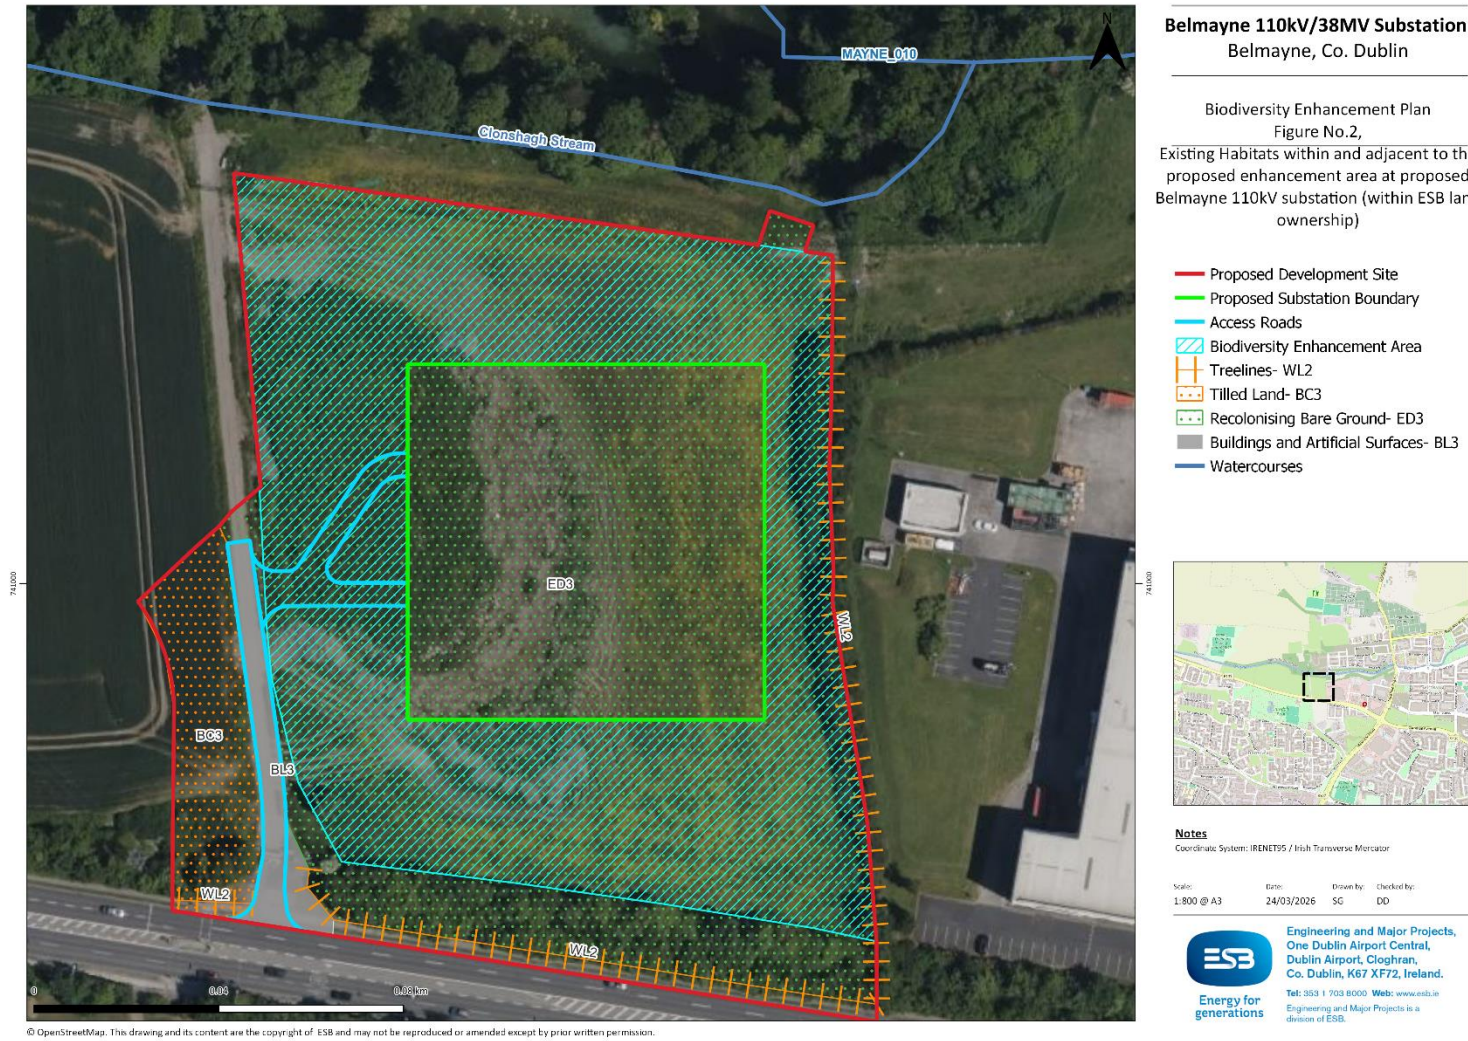 Belmayne 110kV/38MV Substation
Belmayne, Co. Dublin
Biodiversity Enhancement Plan
Figure No.2,
Existing Habitats within and adjacent to th
proposed enhancement area at proposed
Belmayne 110kV substation (within ESB lan
ownership)
Proposed Development Site
Proposed Substation Boundary
Access Roads
Biodiversity Enhancement Area
Treelines- WL2
Tilled Land- BC3
Recolonising Bare Ground- ED3
Buildings and Artificial Surfaces- BL3
Watercourses
N
MAYNE_010
Clonshagh Stream
741000
741000
ED3
WL2
BC3
BL3
WL2
WL2
0
0.04
0.08 km
Notes
Coordinate System: IRENET95 / Irish Transverse Mercator
Scale: Date: Drawn by: Checked by:
1:800 @ A3 24/03/2026 SG DD
ESB
Energy for
generations
Engineering and Major Projects,
One Dublin Airport Central,
Dublin Airport, Cloghran,
Co. Dublin, K67 XF72, Ireland.
Tel: 353 1 703 8000 Web: www.esb.ie
Engineering and Major Projects is a
division of ESB.
© OpenStreetMap. This drawing and its content are the copyright of ESB and may not be reproduced or amended except by prior written permission.